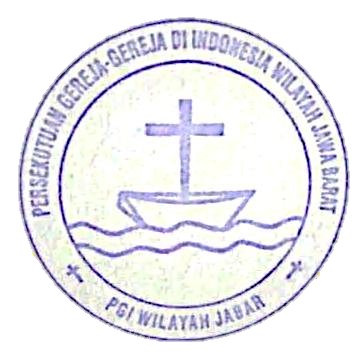 PERSEKUTUAN GEREJA-GEREJA DI INDONESIA WILAYAH JAWA BARAT
PGI WILAYAH JABAR